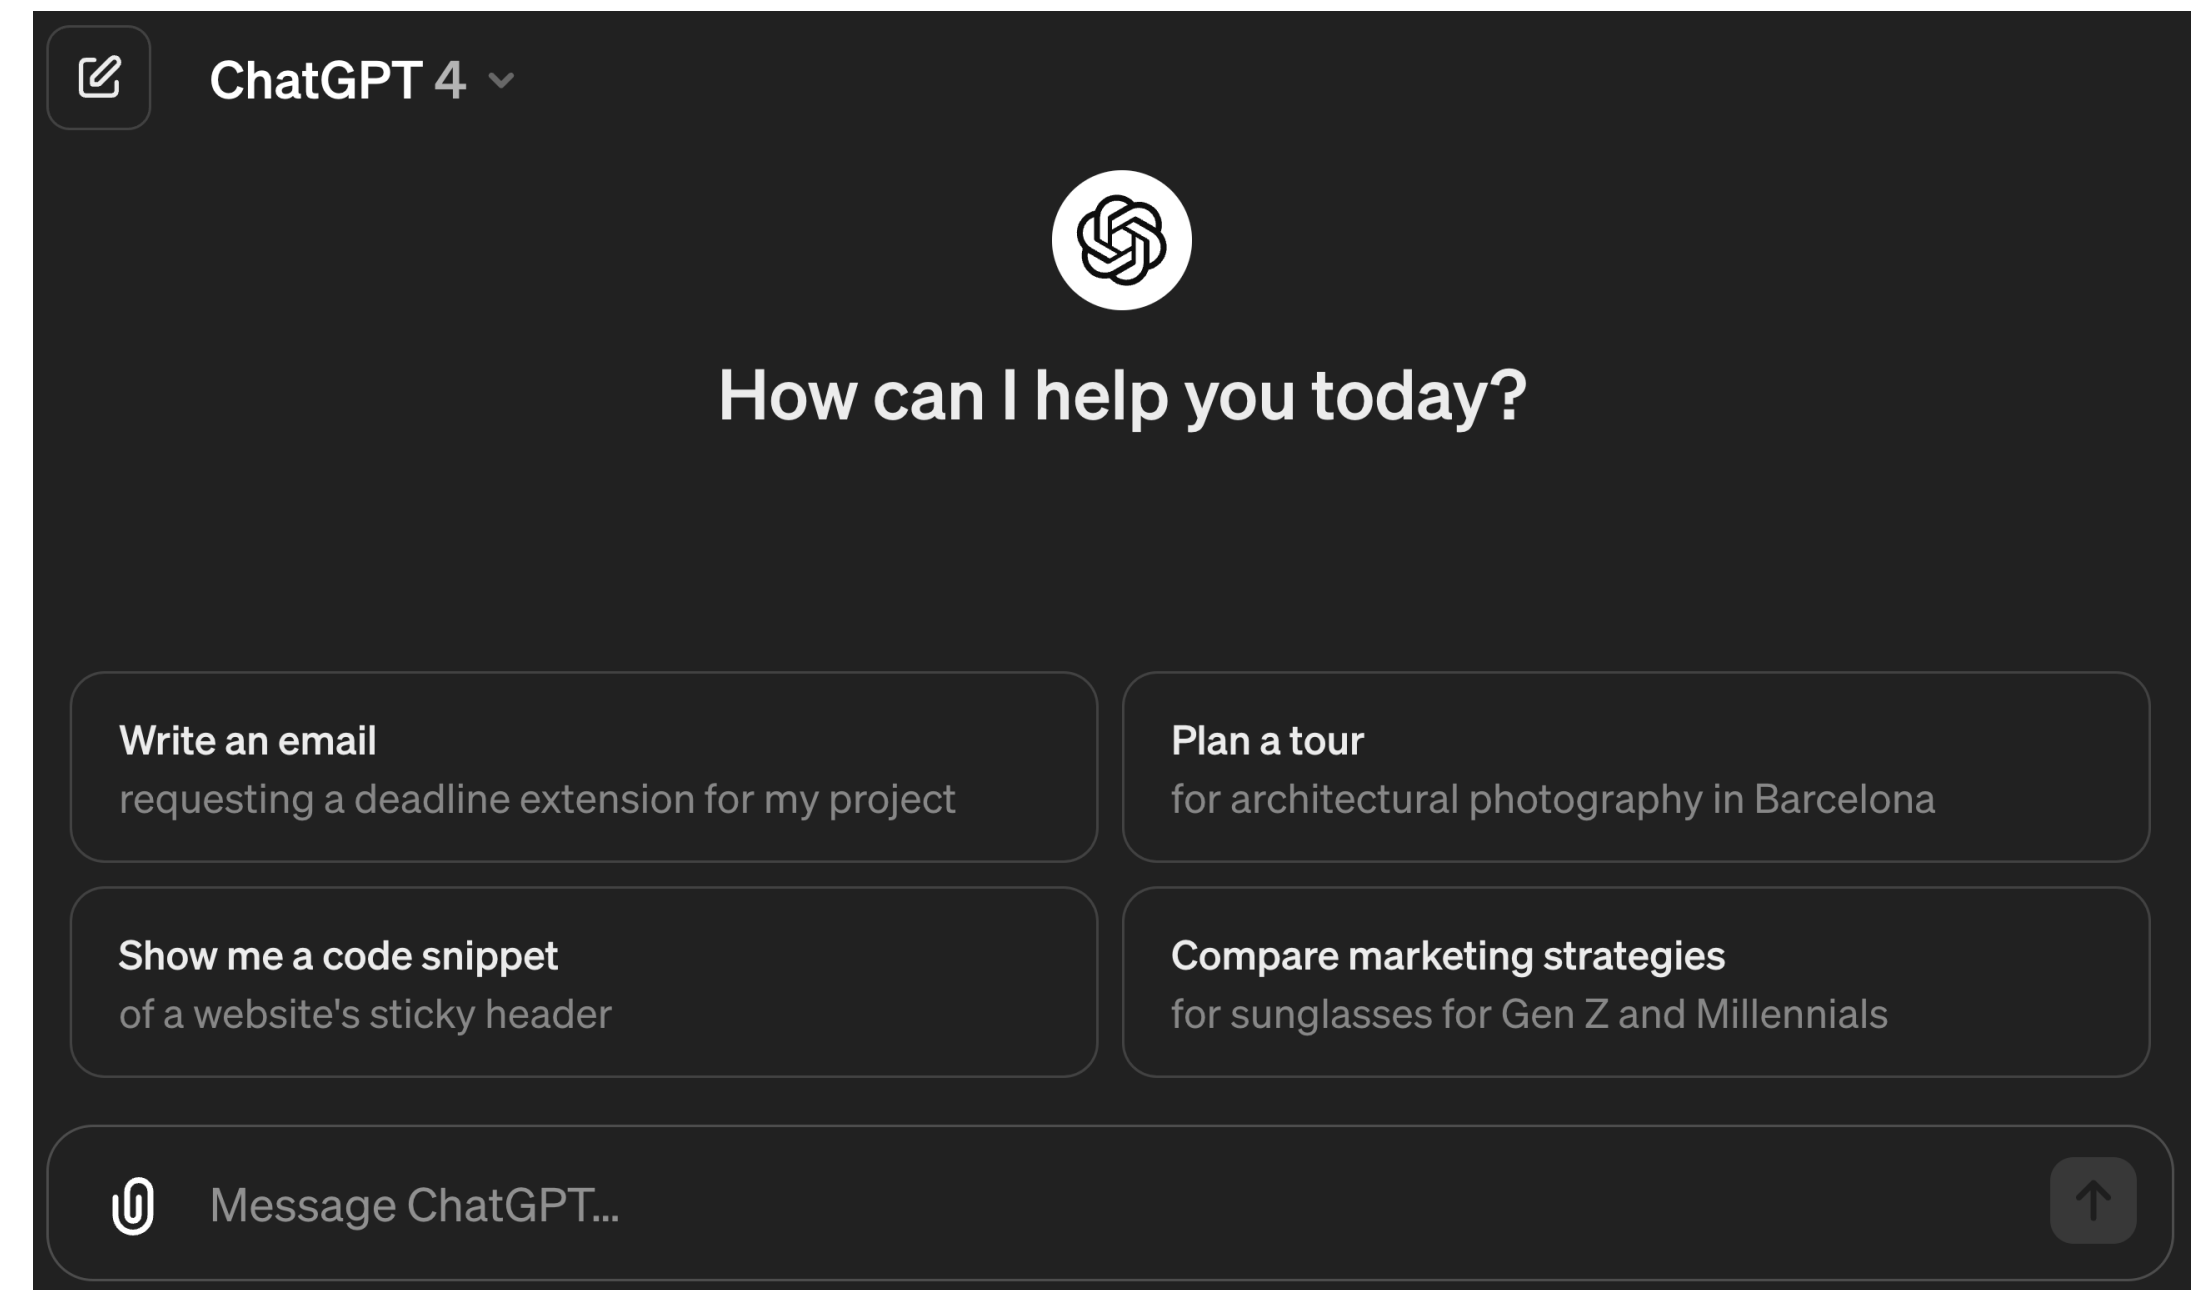 ChatGPT 4
How can I help you today?
Write an email
requesting a deadline extension for my project
Plan a tour
for architectural photography in Barcelona
Show me a code snippet
of a website's sticky header
Compare marketing strategies
for sunglasses for Gen Z and Millennials
Message ChatGPT...